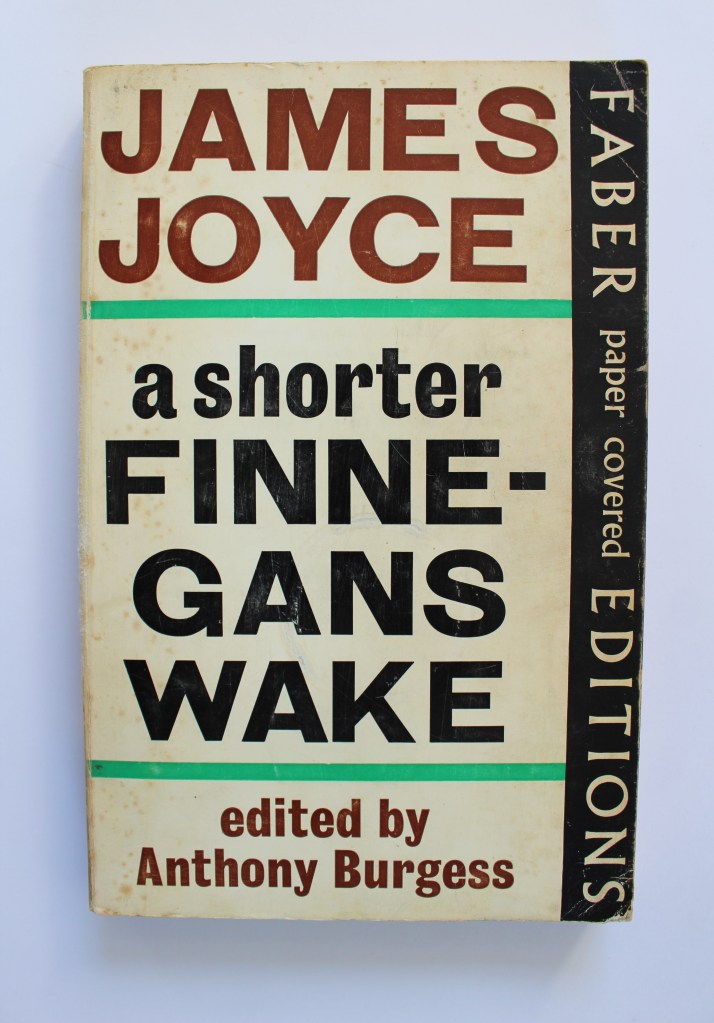 JAMES
JOYCE
a shorter
FINNE-
GANS
WAKE
edited by
Anthony Burgess
FABER paper covered EDITIONS